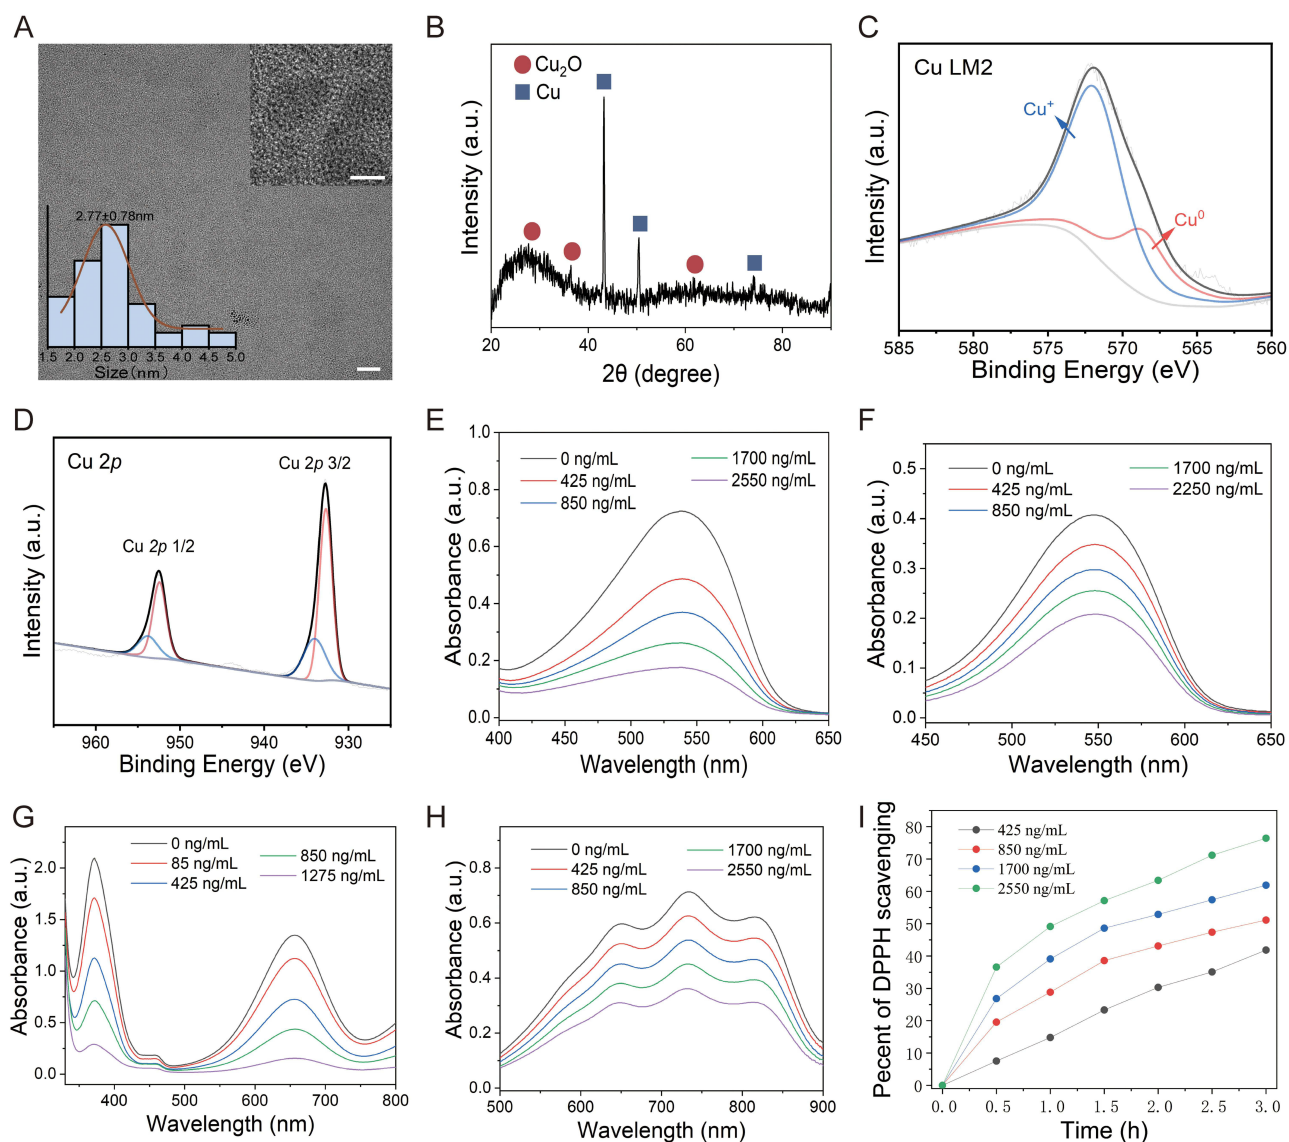 A
2.77±0.78nm
1.5 2.0 2.5 3.0 3.5 4.0 4.5 5.0
Size(nm)
B
Cu₂O
Cu
Intensity (a.u.)
20 40 60 80
2θ (degree)
C
Cu LM2
Cu⁺
Cu⁰
Intensity (a.u.)
585 580 575 570 565 560
Binding Energy (eV)
D
Cu 2p
Cu 2p 3/2
Cu 2p 1/2
Intensity (a.u.)
960 950 940 930
Binding Energy (eV)
E
1.0
0.8
0.6
0.4
0.2
0.0
0 ng/mL
425 ng/mL
850 ng/mL
1700 ng/mL
2550 ng/mL
Absorbance (a.u.)
400 450 500 550 600 650
Wavelength (nm)
F
0.5
0.4
0.3
0.2
0.1
0.0
0 ng/mL
425 ng/mL
850 ng/mL
1700 ng/mL
2250 ng/mL
Absorbance (a.u.)
450 500 550 600 650
Wavelength (nm)
G
2.0
1.5
1.0
0.5
0.0
0 ng/mL
85 ng/mL
425 ng/mL
850 ng/mL
1275 ng/mL
Absorbance (a.u.)
400 500 600 700 800
Wavelength (nm)
H
0.8
0.6
0.4
0.2
0.0
0 ng/mL
425 ng/mL
850 ng/mL
1700 ng/mL
2550 ng/mL
Absorbance (a.u.)
500 600 700 800 900
Wavelength (nm)
I
80
70
60
50
40
30
20
10
0
425 ng/mL
850 ng/mL
1700 ng/mL
2550 ng/mL
Pecent of DPPH scavenging
0.0 0.5 1.0 1.5 2.0 2.5 3.0
Time (h)